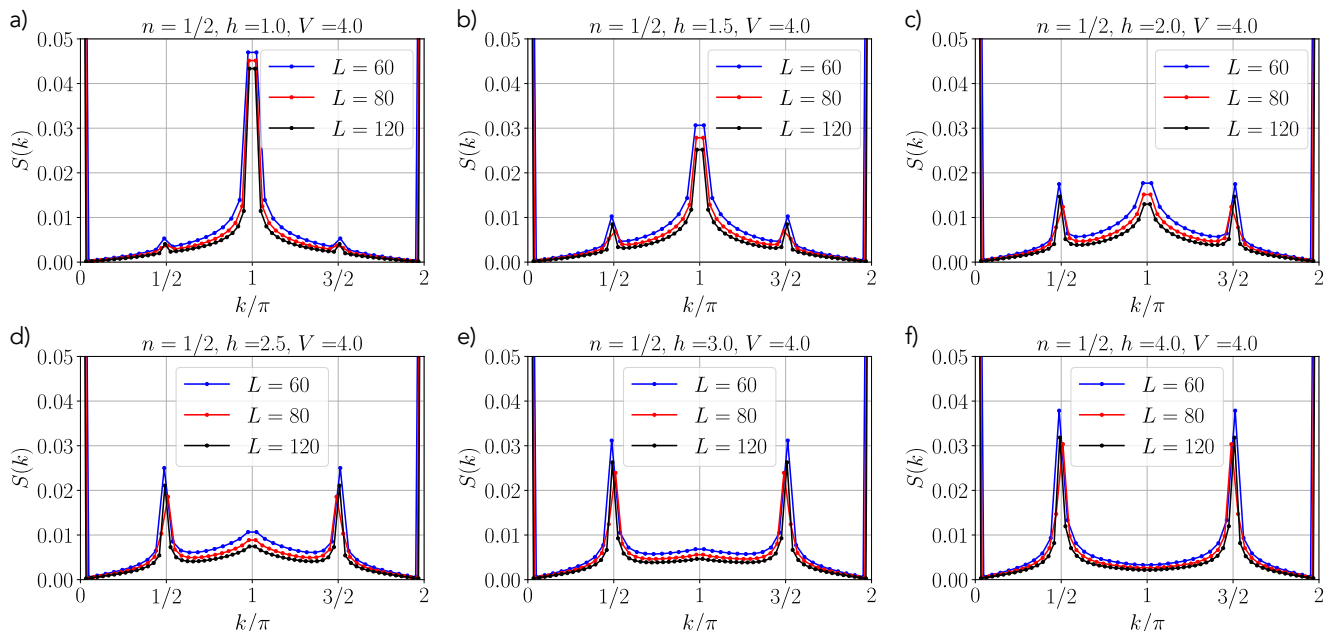 a)
n = 1/2, h =1.0, V =4.0
0.05
0.04
0.03
0.02
0.01
0.00
S(k)
L = 60
L = 80
L = 120
0
1/2
1
3/2
2
k/π
b)
n = 1/2, h =1.5, V =4.0
0.05
0.04
0.03
0.02
0.01
0.00
S(k)
L = 60
L = 80
L = 120
0
1/2
1
3/2
2
k/π
c)
n = 1/2, h =2.0, V =4.0
0.05
0.04
0.03
0.02
0.01
0.00
S(k)
L = 60
L = 80
L = 120
0
1/2
1
3/2
2
k/π
d)
n = 1/2, h =2.5, V =4.0
0.05
0.04
0.03
0.02
0.01
0.00
S(k)
L = 60
L = 80
L = 120
0
1/2
1
3/2
2
k/π
e)
n = 1/2, h =3.0, V =4.0
0.05
0.04
0.03
0.02
0.01
0.00
S(k)
L = 60
L = 80
L = 120
0
1/2
1
3/2
2
k/π
f)
n = 1/2, h =4.0, V =4.0
0.05
0.04
0.03
0.02
0.01
0.00
S(k)
L = 60
L = 80
L = 120
0
1/2
1
3/2
2
k/π